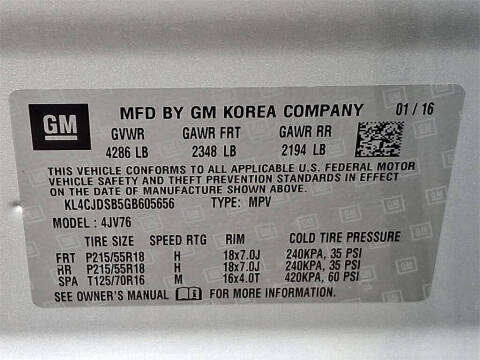 GM MFD BY GM KOREA COMPANY 01 / 16
GVWR GAWR FRT GAWR RR
4286 LB 2348 LB 2194 LB
THIS VEHICLE CONFORMS TO ALL APPLICABLE U.S. FEDERAL MOTOR
VEHICLE SAFETY AND THEFT PREVENTION STANDARDS IN EFFECT
ON THE DATE OF MANUFACTURE SHOWN ABOVE.
KL4CJDSB5GB605656 TYPE: MPV
MODEL : 4JV76
TIRE SIZE SPEED RTG RIM COLD TIRE PRESSURE
FRT P215/55R18 H 18x7.0J 240KPA, 35 PSI
RR P215/55R18 H 18x7.0J 240KPA, 35 PSI
SPA T125/70R16 M 16x4.0T 420KPA, 60 PSI
SEE OWNER'S MANUAL FOR MORE INFORMATION